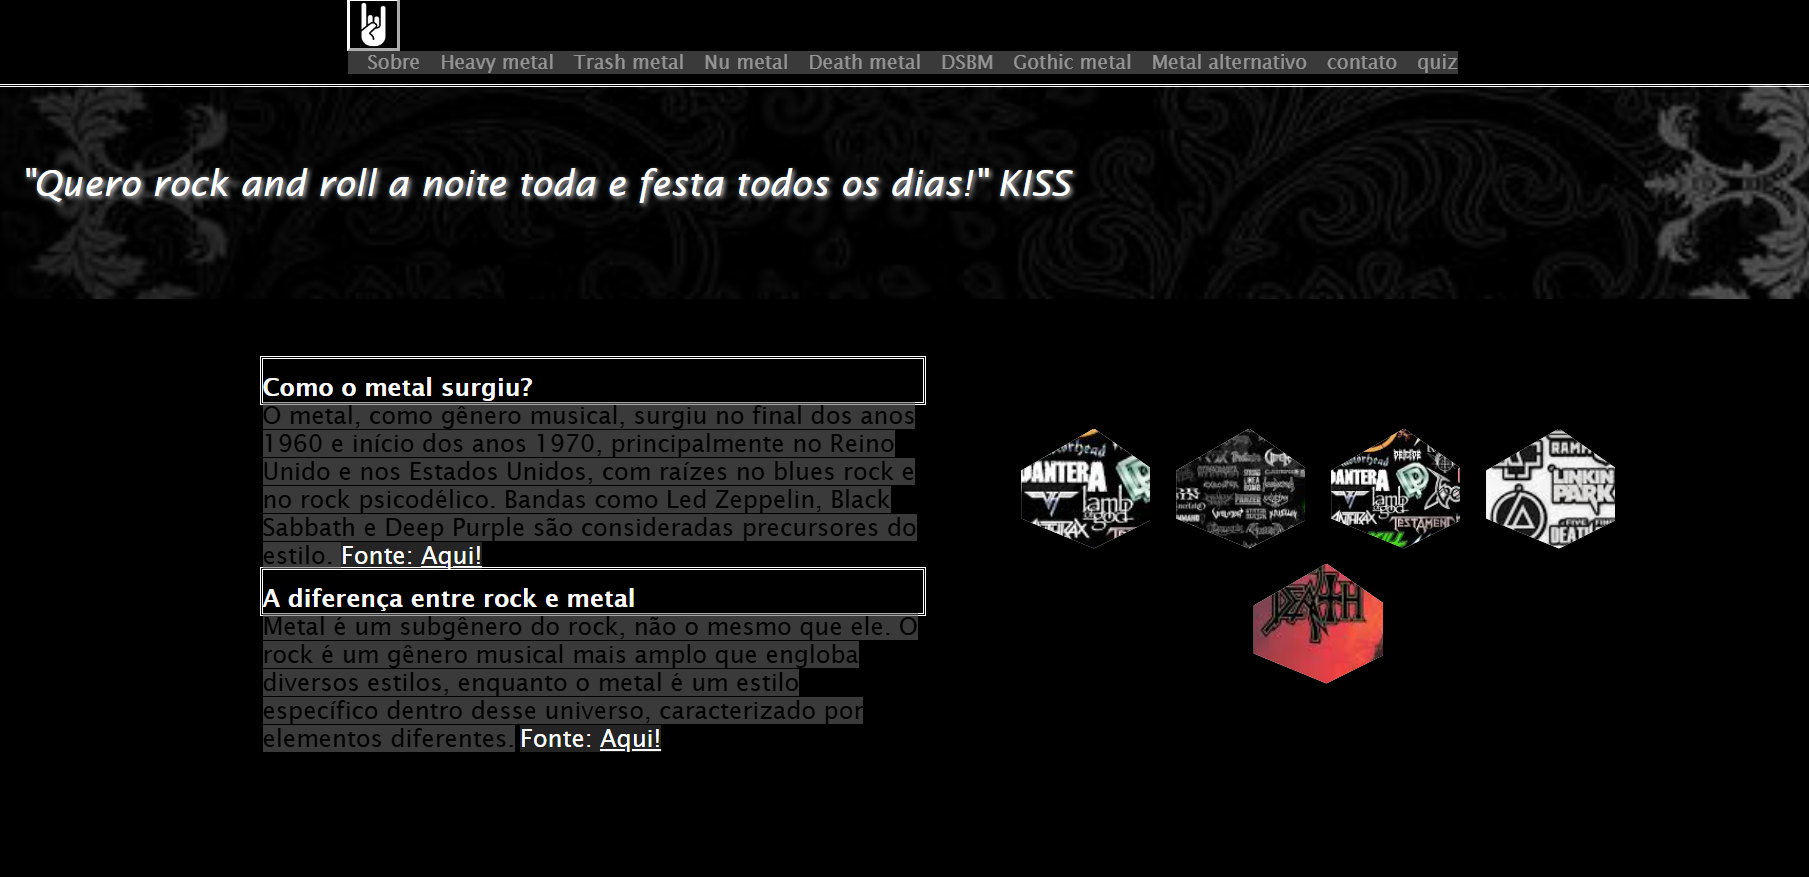 Sobre Heavy metal Trash metal Nu metal Death metal DSBM Gothic metal Metal alternativo contato quiz
"Quero rock and roll a noite toda e festa todos os dias!" KISS
Como o metal surgiu?
O metal, como gênero musical, surgiu no final dos anos
1960 e início dos anos 1970, principalmente no Reino
Unido e nos Estados Unidos, com raízes no blues rock e
no rock psicodélico. Bandas como Led Zeppelin, Black
Sabbath e Deep Purple são consideradas precursores do
estilo. Fonte: Aqui!
A diferença entre rock e metal
Metal é um subgênero do rock, não o mesmo que ele. O
rock é um gênero musical mais amplo que engloba
diversos estilos, enquanto o metal é um estilo
específico dentro desse universo, caracterizado por
elementos diferentes. Fonte: Aqui!
PANTERA
lamb
of god
ANTHRAX
PANZER
DEICIDE
PANTERA
lamb
of god
ANTHRAX
TESTAMENT
LINKIN
PARK
FIVE
DEATH